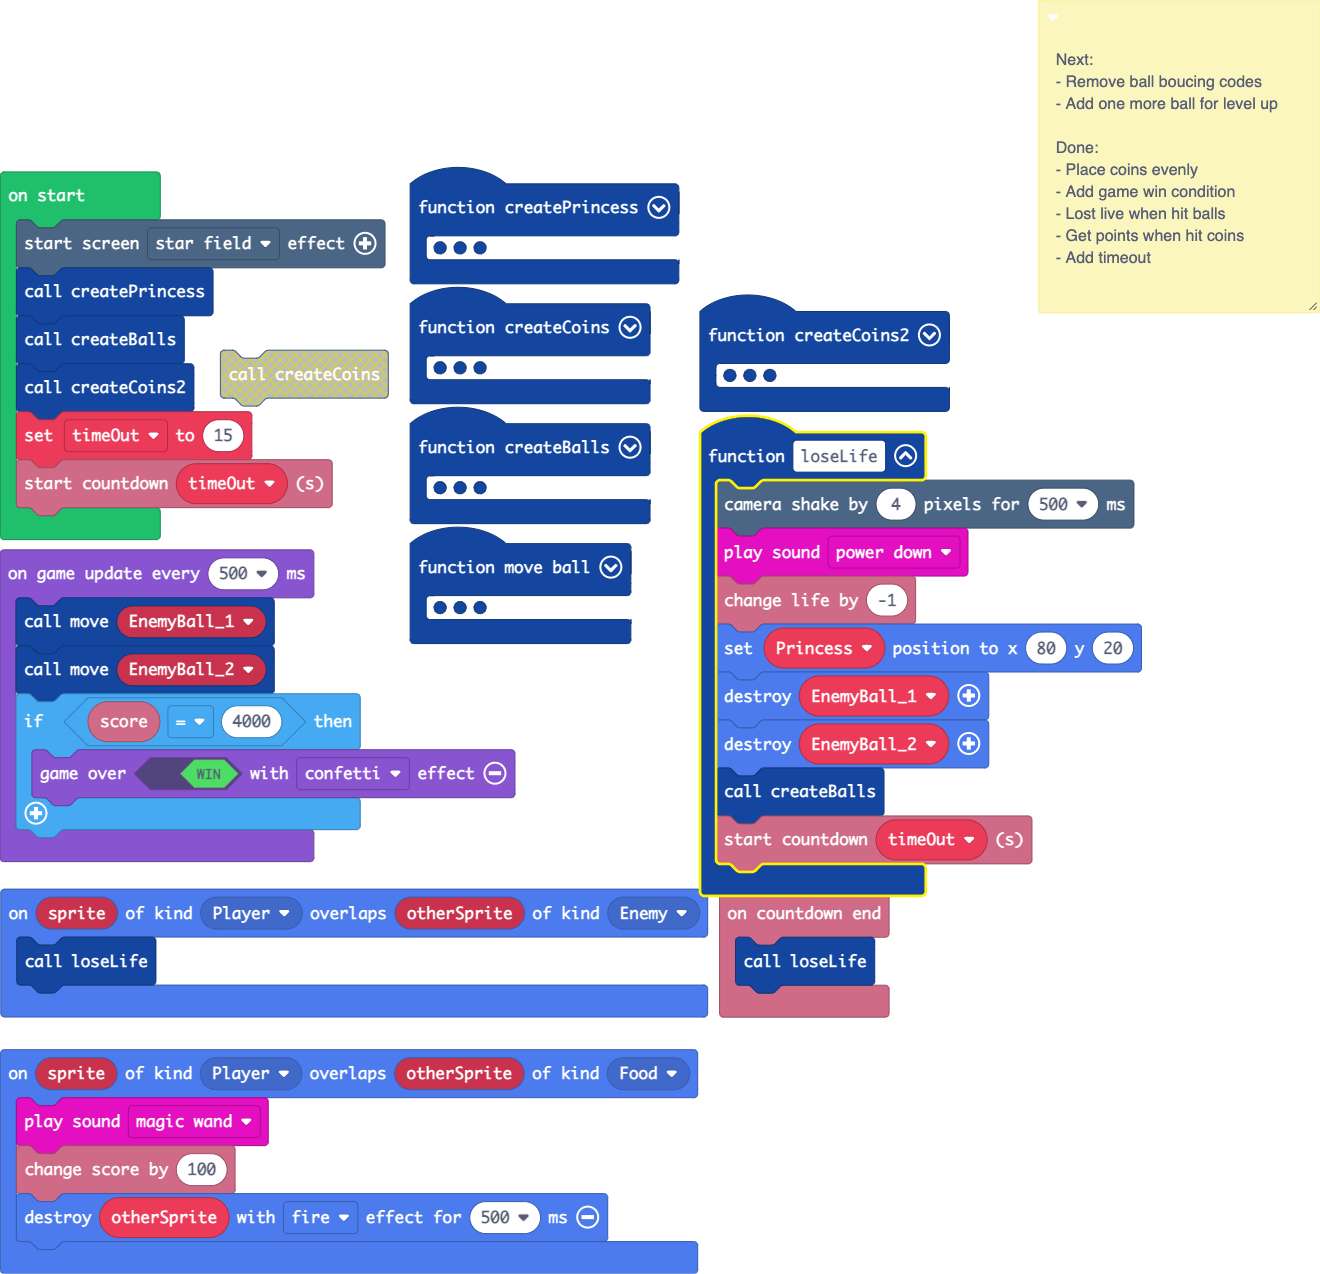 Next:
- Remove ball boucing codes
- Add one more ball for level up
Done:
- Place coins evenly
- Add game win condition
- Lost live when hit balls
- Get points when hit coins
- Add timeout
on start
start screen star field effect
call createPrincess
call createBalls
call createCoins2
set timeOut to 15
start countdown timeOut (s)
call createCoins
function createPrincess
function createCoins
function createBalls
function move ball
function createCoins2
function loseLife
camera shake by 4 pixels for 500 ms
play sound power down
change life by -1
set Princess position to x 80 y 20
destroy EnemyBall_1
destroy EnemyBall_2
call createBalls
start countdown timeOut (s)
on game update every 500 ms
call move EnemyBall_1
call move EnemyBall_2
if score = 4000 then
game over WIN with confetti effect
on sprite of kind Player overlaps otherSprite of kind Enemy
call loseLife
on countdown end
call loseLife
on sprite of kind Player overlaps otherSprite of kind Food
play sound magic wand
change score by 100
destroy otherSprite with fire effect for 500 ms